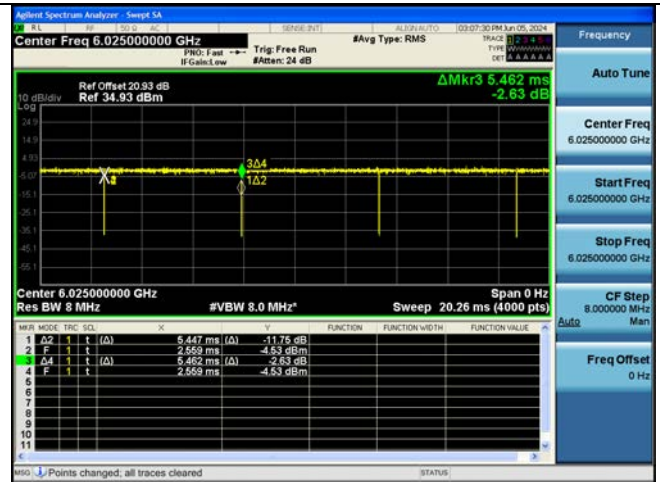 Agilent Spectrum Analyzer - Swept SA
RL RF 50 Ω AC SENSE:INT ALIGN AUTO 03:07:30 PM Jun 05, 2024
Center Freq 6.025000000 GHz
PNO: Fast
IFGain:Low
Trig: Free Run
#Atten: 24 dB
#Avg Type: RMS
TRACE 1 2 3 4 5 6
TYPE
DET A A A A A A
Ref Offset 20.93 dB
Ref 34.93 dBm
10 dB/div
Log
ΔMkr3 5.462 ms
-2.63 dB
24.9
14.9
4.93
-5.07
-15.1
-25.1
-35.1
-45.1
-55.1
3Δ4
1Δ2
Center 6.025000000 GHz Span 0 Hz
Res BW 8 MHz #VBW 8.0 MHz* Sweep 20.26 ms (4000 pts)
MKR MODE TRC SCL X Y FUNCTION FUNCTION WIDTH FUNCTION VALUE
1 Δ2 1 t (Δ) 5.447 ms (Δ) -11.75 dB
2 F 1 t 2.559 ms -4.53 dBm
3 Δ4 1 t (Δ) 5.462 ms (Δ) -2.63 dB
4 F 1 t 2.559 ms -4.53 dBm
5
6
7
8
9
10
11
MSG Points changed; all traces cleared STATUS
Frequency
Auto Tune
Center Freq
6.025000000 GHz
Start Freq
6.025000000 GHz
Stop Freq
6.025000000 GHz
CF Step
8.000000 MHz
Auto Man
Freq Offset
0 Hz